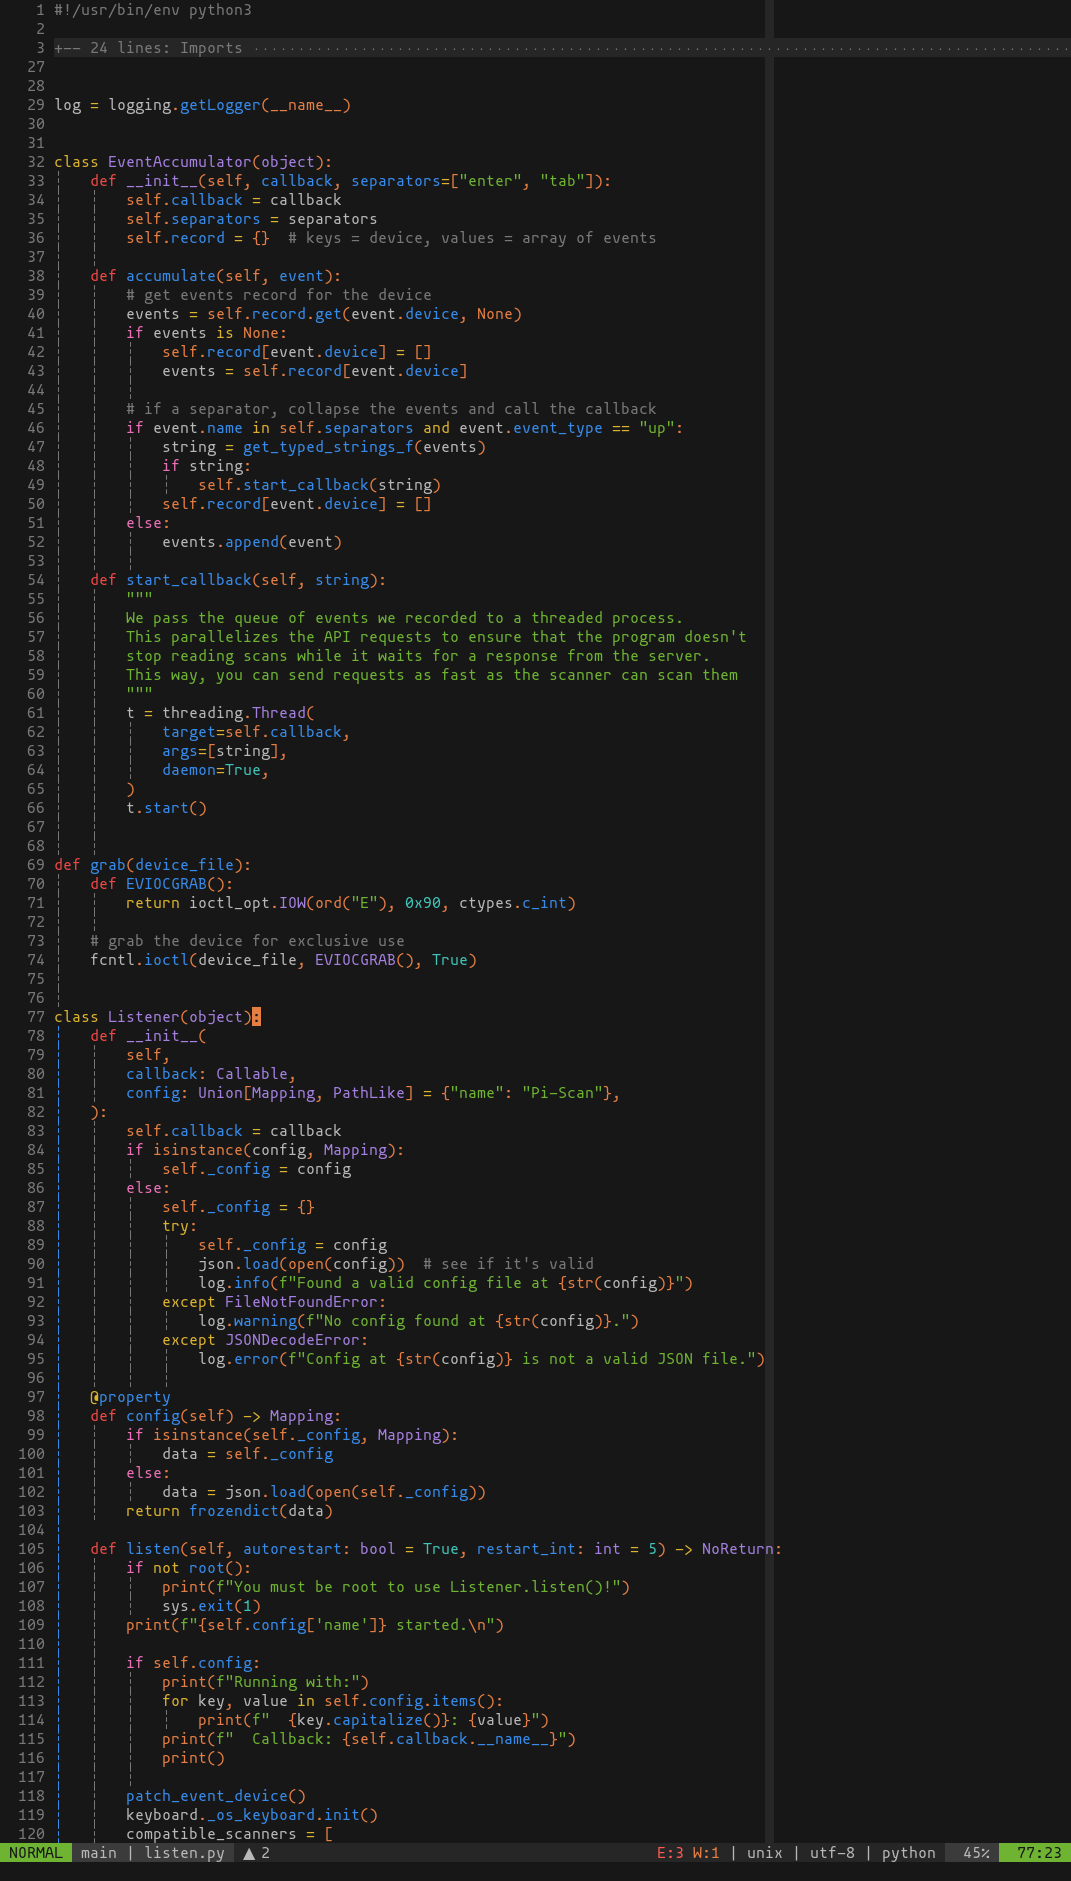 1 #!/usr/bin/env python3
2
3 +-- 24 lines: Imports ··························································································
27
28
29 log = logging.getLogger(__name__)
30
31
32 class EventAccumulator(object):
33     def __init__(self, callback, separators=["enter", "tab"]):
34         self.callback = callback
35         self.separators = separators
36         self.record = {}  # keys = device, values = array of events
37
38     def accumulate(self, event):
39         # get events record for the device
40         events = self.record.get(event.device, None)
41         if events is None:
42             self.record[event.device] = []
43             events = self.record[event.device]
44
45         # if a separator, collapse the events and call the callback
46         if event.name in self.separators and event.event_type == "up":
47             string = get_typed_strings_f(events)
48             if string:
49                 self.start_callback(string)
50             self.record[event.device] = []
51         else:
52             events.append(event)
53
54     def start_callback(self, string):
55         """
56         We pass the queue of events we recorded to a threaded process.
57         This parallelizes the API requests to ensure that the program doesn't
58         stop reading scans while it waits for a response from the server.
59         This way, you can send requests as fast as the scanner can scan them
60         """
61         t = threading.Thread(
62             target=self.callback,
63             args=[string],
64             daemon=True,
65         )
66         t.start()
67
68
69 def grab(device_file):
70     def EVIOCGRAB():
71         return ioctl_opt.IOW(ord("E"), 0x90, ctypes.c_int)
72
73     # grab the device for exclusive use
74     fcntl.ioctl(device_file, EVIOCGRAB(), True)
75
76
77 class Listener(object):
78     def __init__(
79         self,
80         callback: Callable,
81         config: Union[Mapping, PathLike] = {"name": "Pi-Scan"},
82     ):
83         self.callback = callback
84         if isinstance(config, Mapping):
85             self._config = config
86         else:
87             self._config = {}
88             try:
89                 self._config = config
90                 json.load(open(config))  # see if it's valid
91                 log.info(f"Found a valid config file at {str(config)}")
92             except FileNotFoundError:
93                 log.warning(f"No config found at {str(config)}.")
94             except JSONDecodeError:
95                 log.error(f"Config at {str(config)} is not a valid JSON file.")
96
97     @property
98     def config(self) -> Mapping:
99         if isinstance(self._config, Mapping):
100             data = self._config
101         else:
102             data = json.load(open(self._config))
103         return frozendict(data)
104
105     def listen(self, autorestart: bool = True, restart_int: int = 5) -> NoReturn:
106         if not root():
107             print(f"You must be root to use Listener.listen()!")
108             sys.exit(1)
109         print(f"{self.config['name']} started.\n")
110
111         if self.config:
112             print(f"Running with:")
113             for key, value in self.config.items():
114                 print(f"  {key.capitalize()}: {value}")
115             print(f"  Callback: {self.callback.__name__}")
116             print()
117
118         patch_event_device()
119         keyboard._os_keyboard.init()
120         compatible_scanners = [
NORMAL main | listen.py ▲ 2 E:3 W:1 | unix | utf-8 | python 45% 77:23